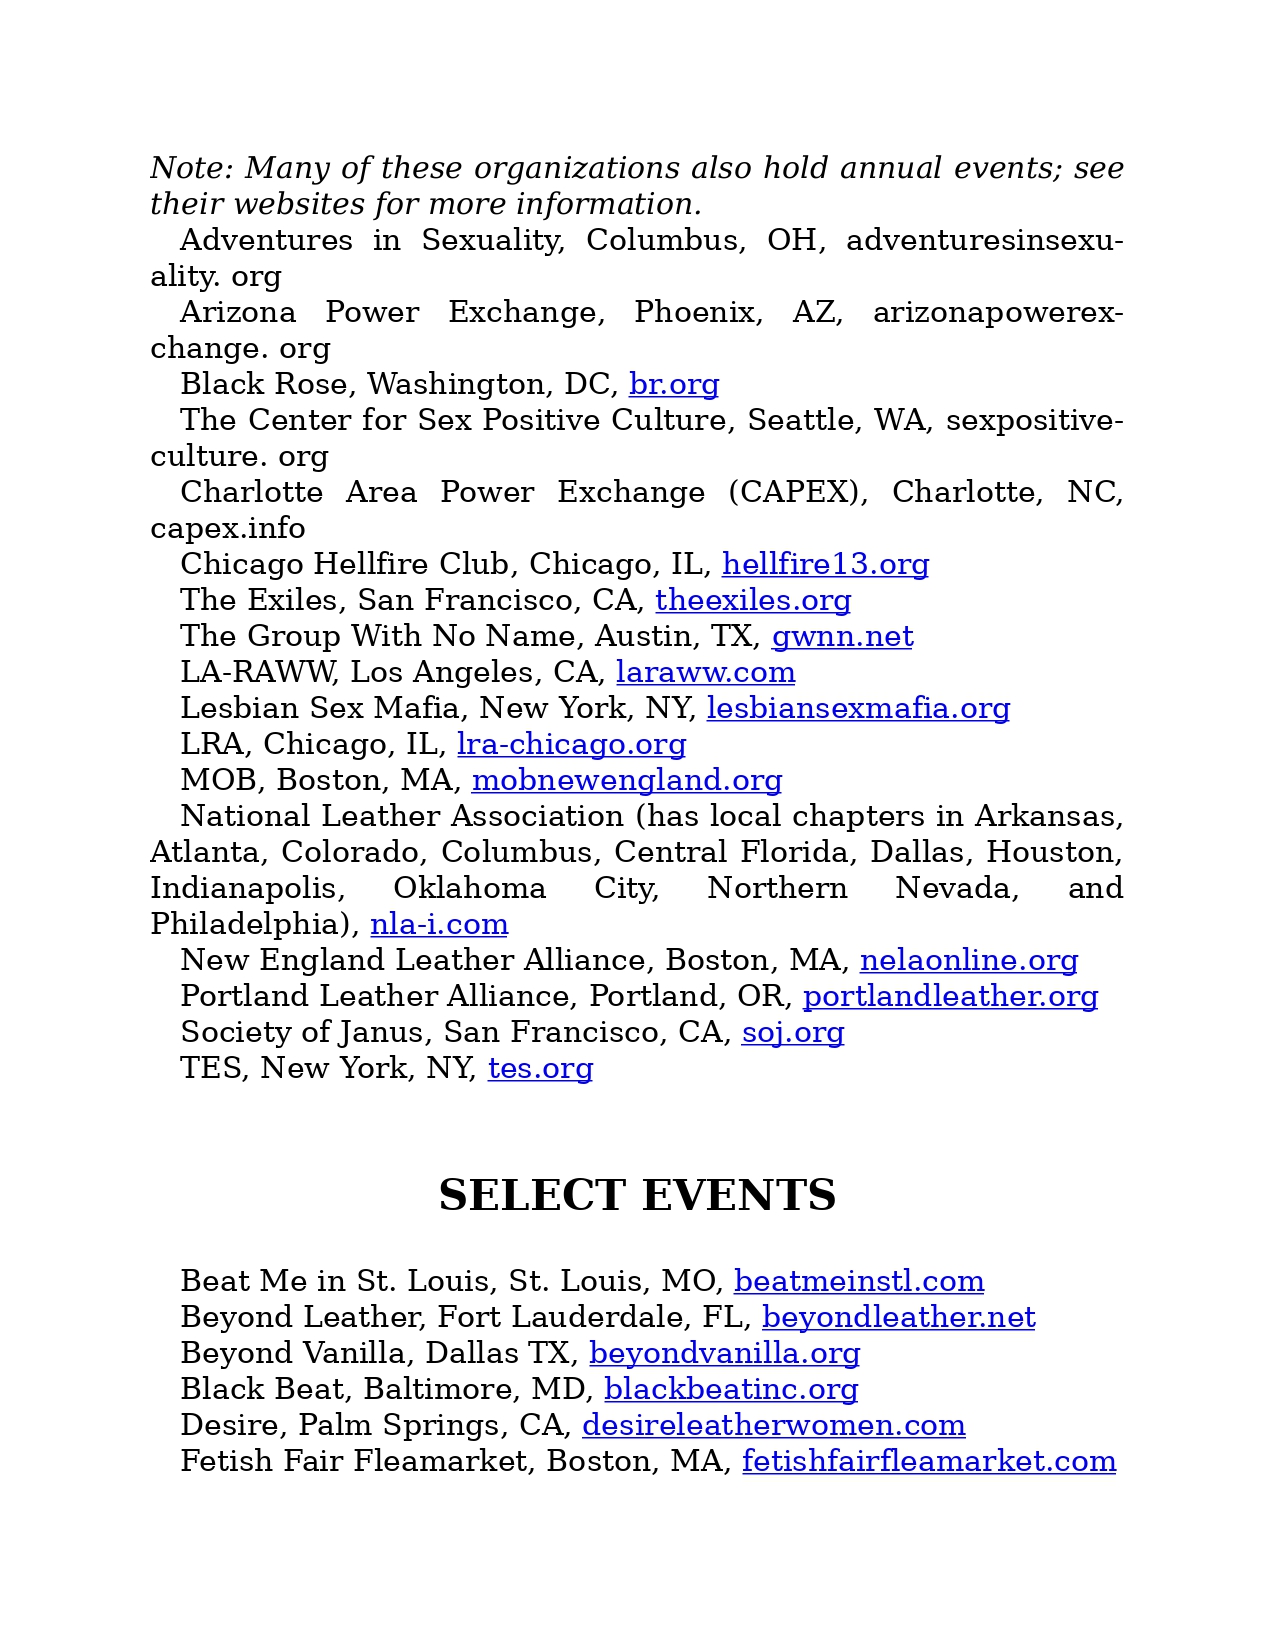 Note: Many of these organizations also hold annual events; see
their websites for more information.
Adventures in Sexuality, Columbus, OH, adventuresinsexu-
ality. org
Arizona Power Exchange, Phoenix, AZ, arizonapowerex-
change. org
Black Rose, Washington, DC, br.org
The Center for Sex Positive Culture, Seattle, WA, sexpositive-
culture. org
Charlotte Area Power Exchange (CAPEX), Charlotte, NC,
capex.info
Chicago Hellfire Club, Chicago, IL, hellfire13.org
The Exiles, San Francisco, CA, theexiles.org
The Group With No Name, Austin, TX, gwnn.net
LA-RAWW, Los Angeles, CA, laraww.com
Lesbian Sex Mafia, New York, NY, lesbiansexmafia.org
LRA, Chicago, IL, lra-chicago.org
MOB, Boston, MA, mobnewengland.org
National Leather Association (has local chapters in Arkansas,
Atlanta, Colorado, Columbus, Central Florida, Dallas, Houston,
Indianapolis, Oklahoma City, Northern Nevada, and
Philadelphia), nla-i.com
New England Leather Alliance, Boston, MA, nelaonline.org
Portland Leather Alliance, Portland, OR, portlandleather.org
Society of Janus, San Francisco, CA, soj.org
TES, New York, NY, tes.org
SELECT EVENTS
Beat Me in St. Louis, St. Louis, MO, beatmeinstl.com
Beyond Leather, Fort Lauderdale, FL, beyondleather.net
Beyond Vanilla, Dallas TX, beyondvanilla.org
Black Beat, Baltimore, MD, blackbeatinc.org
Desire, Palm Springs, CA, desireleatherwomen.com
Fetish Fair Fleamarket, Boston, MA, fetishfairfleamarket.com